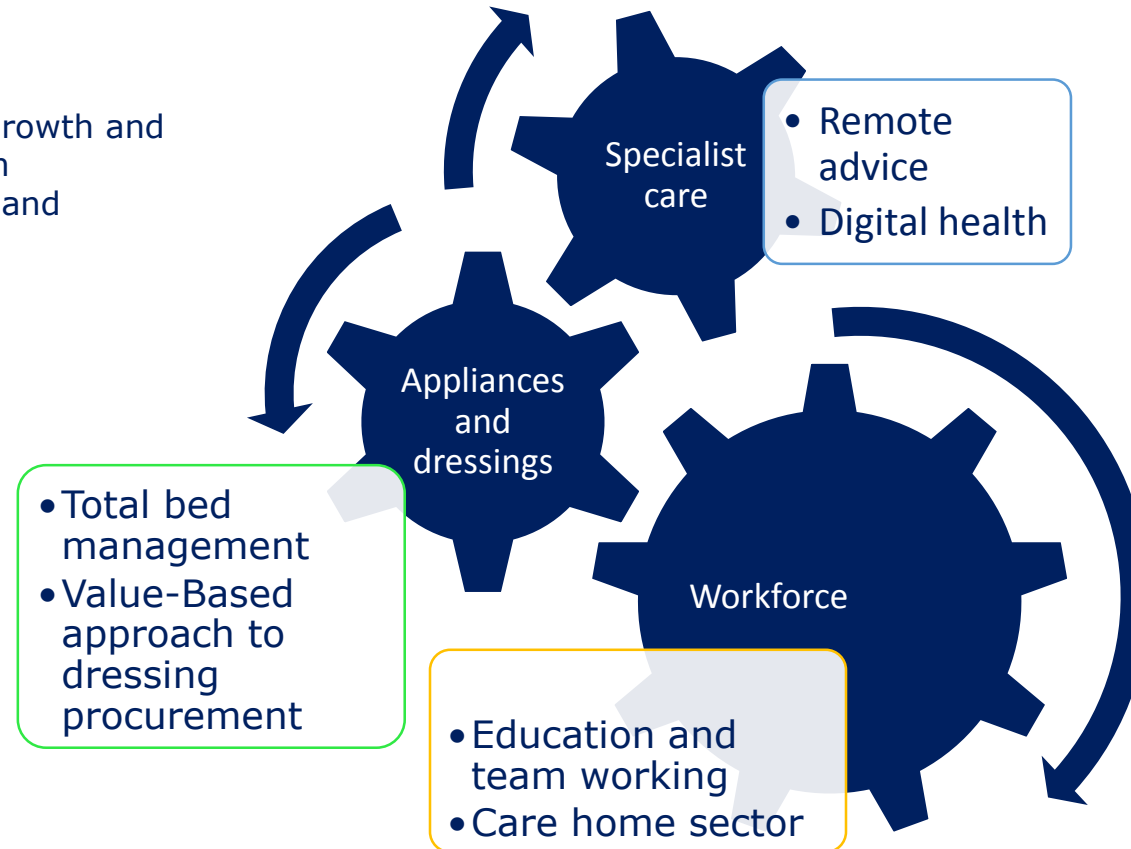 rowth and
and
Specialist
care
• Remote
advice
• Digital health
Appliances
and
dressings
• Total bed
management
• Value-Based
approach to
dressing
procurement
Workforce
• Education and
team working
• Care home sector